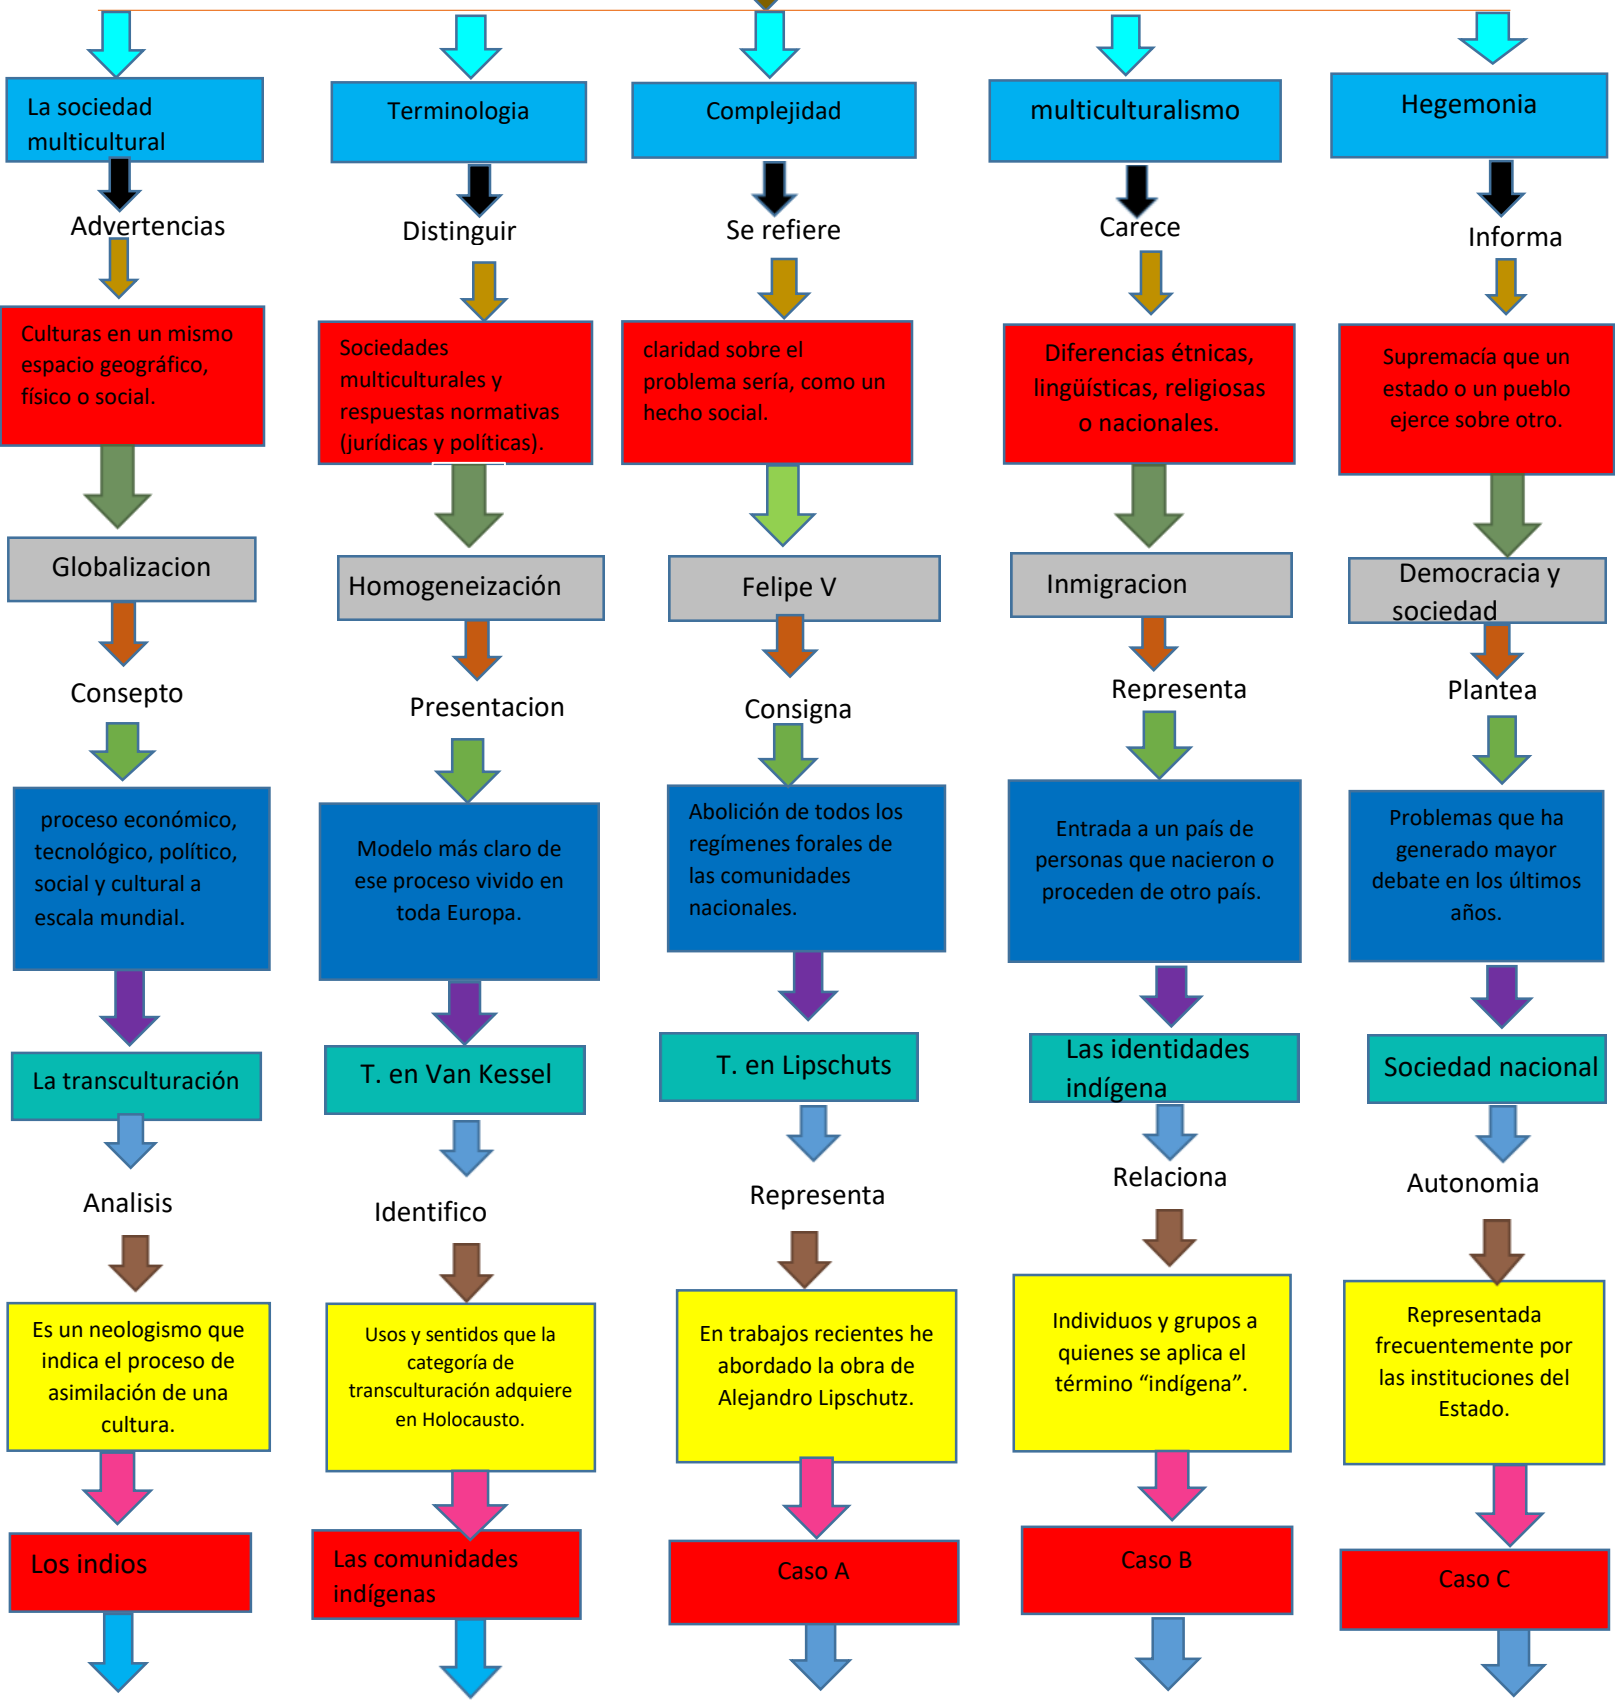 La sociedad
multicultural
Terminologia
Complejidad
multiculturalismo
Hegemonia
Advertencias
Distinguir
Se refiere
Carece
Informa
Culturas en un mismo
espacio geográfico,
físico o social.
Sociedades
multiculturales y
respuestas normativas
(jurídicas y políticas).
claridad sobre el
problema sería, como un
hecho social.
Diferencias étnicas,
lingüísticas, religiosas
o nacionales.
Supremacía que un
estado o un pueblo
ejerce sobre otro.
Globalizacion
Homogeneización
Felipe V
Inmigracion
Democracia y
sociedad
Consepto
Presentacion
Consigna
Representa
Plantea
proceso económico,
tecnológico, político,
social y cultural a
escala mundial.
Modelo más claro de
ese proceso vivido en
toda Europa.
Abolición de todos los
regímenes forales de
las comunidades
nacionales.
Entrada a un país de
personas que nacieron o
proceden de otro país.
Problemas que ha
generado mayor
debate en los últimos
años.
La transculturación
T. en Van Kessel
T. en Lipschuts
Las identidades
indígena
Sociedad nacional
Analisis
Identifico
Representa
Relaciona
Autonomia
Es un neologismo que
indica el proceso de
asimilación de una
cultura.
Usos y sentidos que la
categoría de
transculturación adquiere
en Holocausto.
En trabajos recientes he
abordado la obra de
Alejandro Lipschutz.
Individuos y grupos a
quienes se aplica el
término “indígena”.
Representada
frecuentemente por
las instituciones del
Estado.
Los indios
Las comunidades
indígenas
Caso A
Caso B
Caso C